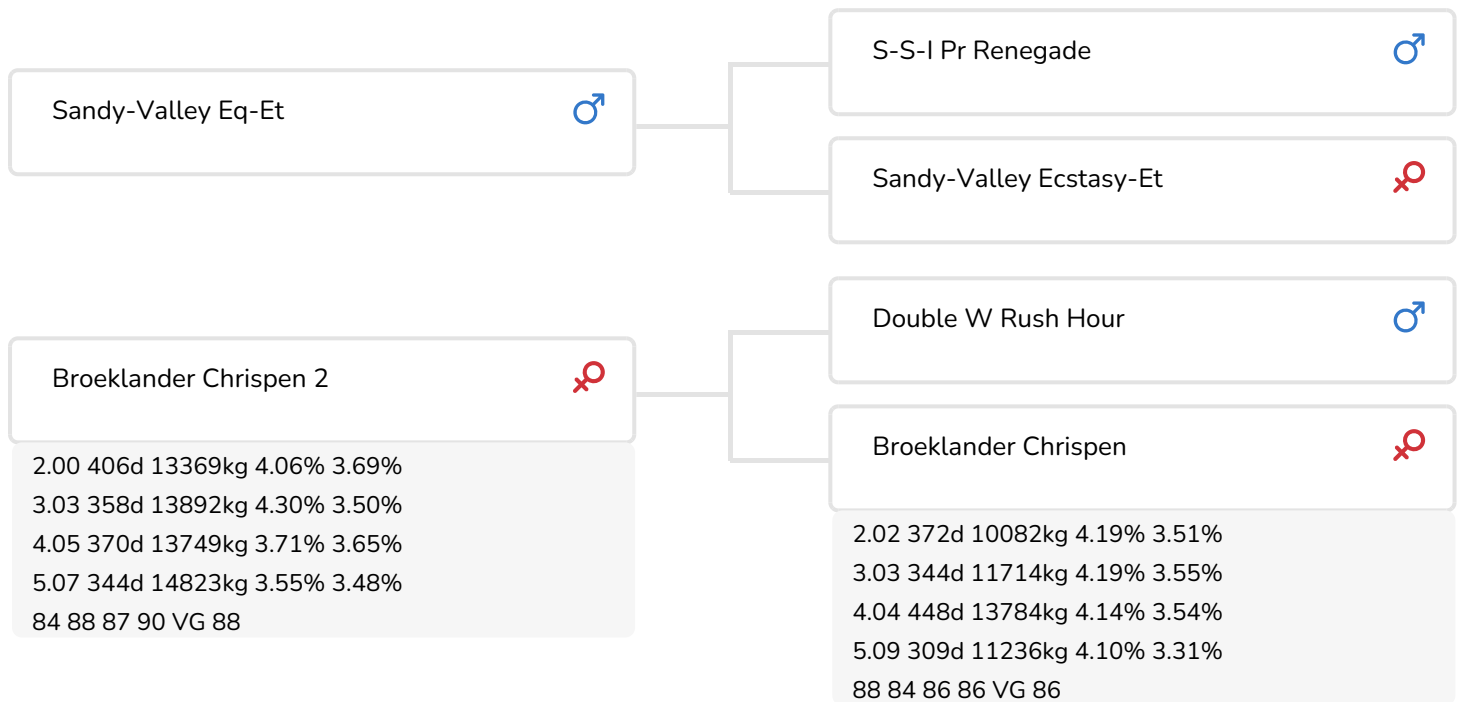 Sandy-Valley Eq-Et
S-S-I Pr Renegade
Sandy-Valley Ecstasy-Et
Broeklander Chrispen 2
2.00 406d 13369kg 4.06% 3.69%
3.03 358d 13892kg 4.30% 3.50%
4.05 370d 13749kg 3.71% 3.65%
5.07 344d 14823kg 3.55% 3.48%
84 88 87 90 VG 88
Double W Rush Hour
Broeklander Chrispen
2.02 372d 10082kg 4.19% 3.51%
3.03 344d 11714kg 4.19% 3.55%
4.04 448d 13784kg 4.14% 3.54%
5.09 309d 11236kg 4.10% 3.31%
88 84 86 86 VG 86